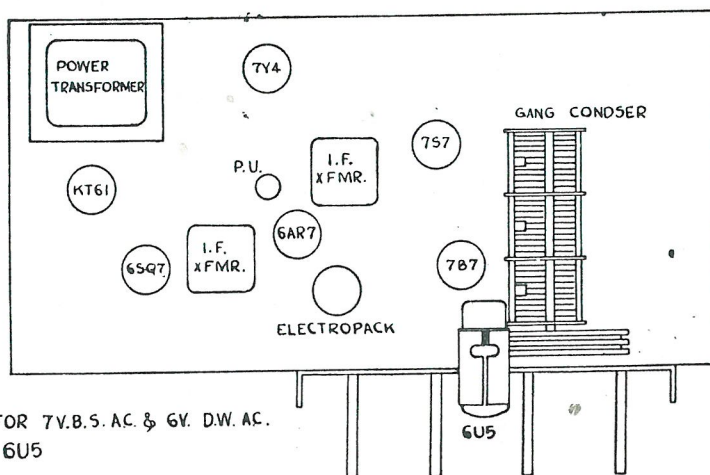 POWER
TRANSFORMER
7Y4
GANG CONDSER
7S7
I.F.
XFMR.
P.U.
KT61
6AR7
I.F.
XFMR.
6SQ7
7B7
ELECTROPACK
TOR 7V.B.S. A.C. & 6V. D.W. AC.
6U5
6U5